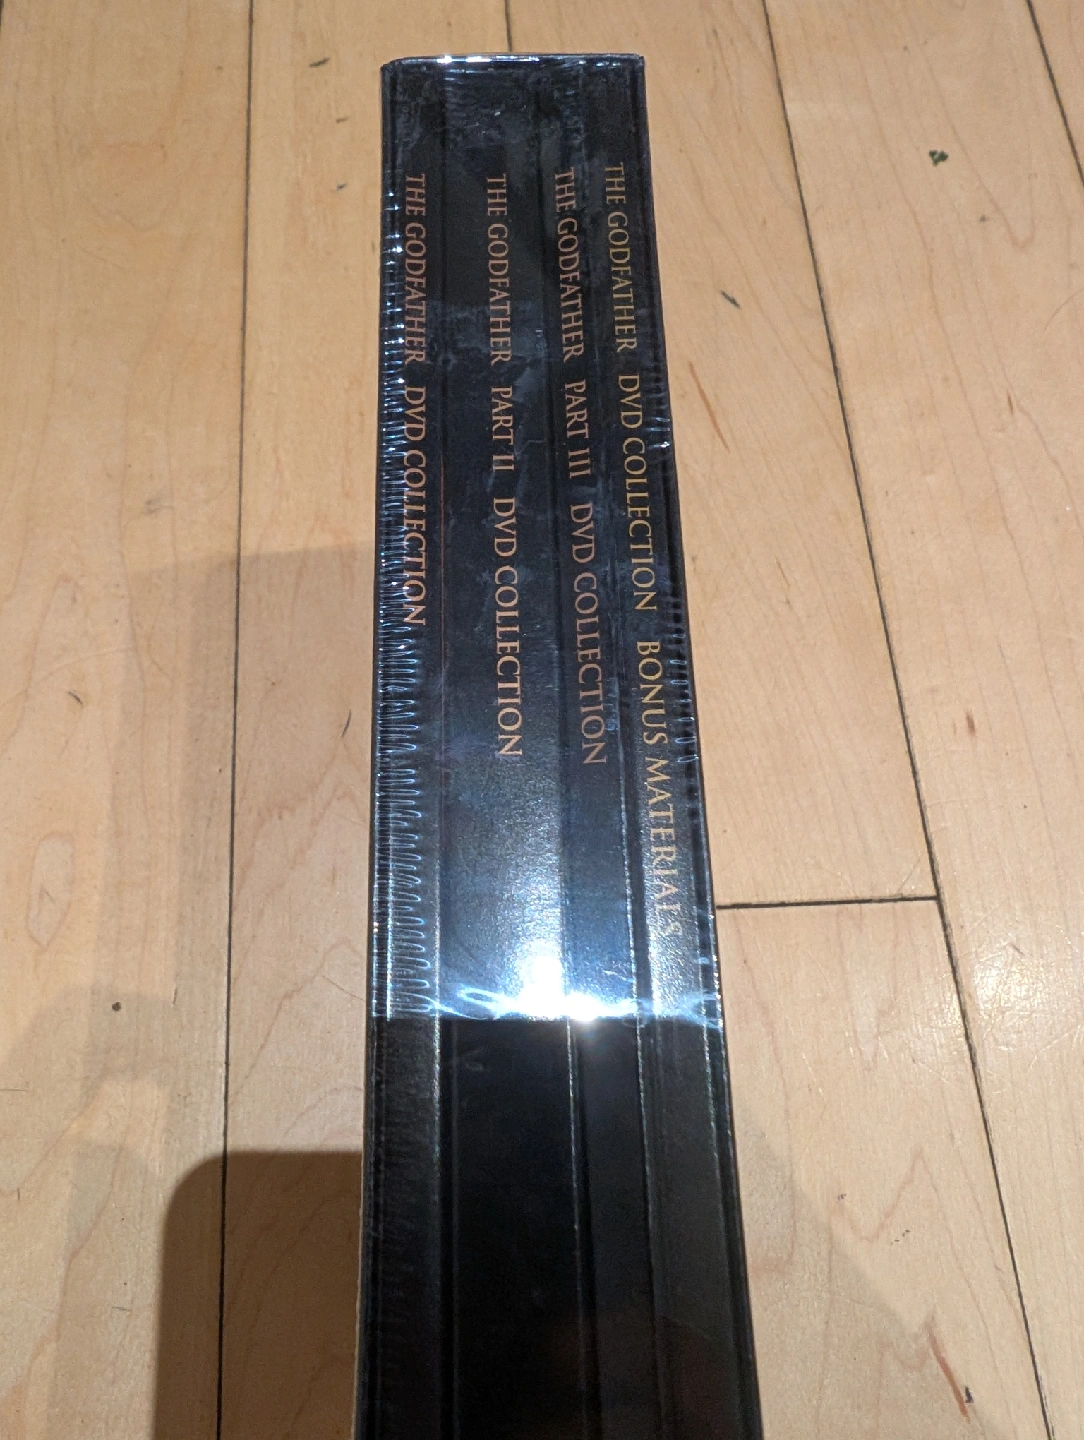 THE GODFATHER DVD COLLECTION
THE GODFATHER PART II DVD COLLECTION
THE GODFATHER PART III DVD COLLECTION
THE GODFATHER DVD COLLECTION BONUS MATERIALS